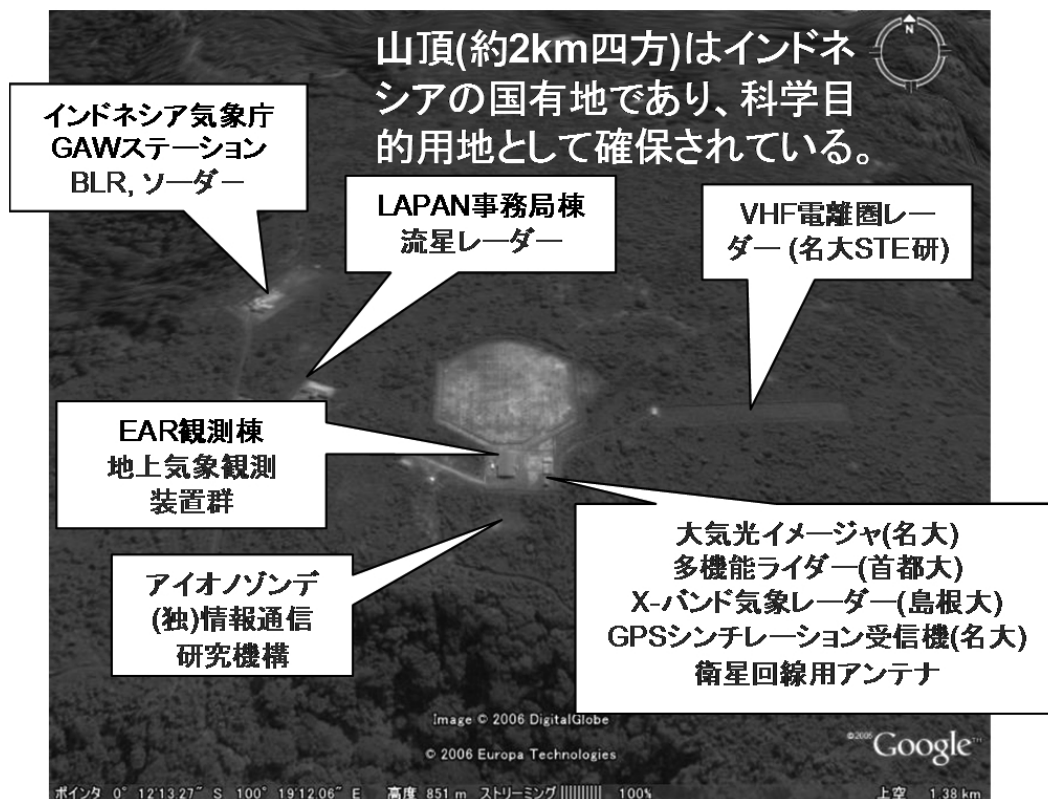 山頂(約2km四方)はインドネ
シアの国有地であり、科学目
的用地として確保されている。
N
インドネシア気象庁
GAWステーション
BLR, ソーダー
LAPAN事務局棟
流星レーダー
VHF電離圏レー
ダー (名大STE研)
EAR観測棟
地上気象観測
装置群
アイオノゾンデ
(独)情報通信
研究機構
大気光イメージャ(名大)
多機能ライダー(首都大)
X-バンド気象レーダー(島根大)
GPSシンチレーション受信機(名大)
衛星回線用アンテナ
Image © 2006 DigitalGlobe
© 2006 Europa Technologies
©2006 Google™
ポインタ 0° 12'13.27" S 100° 19'12.06" E 高度 851 m ストリーミング |||||||||| 100% 上空 1.38 km